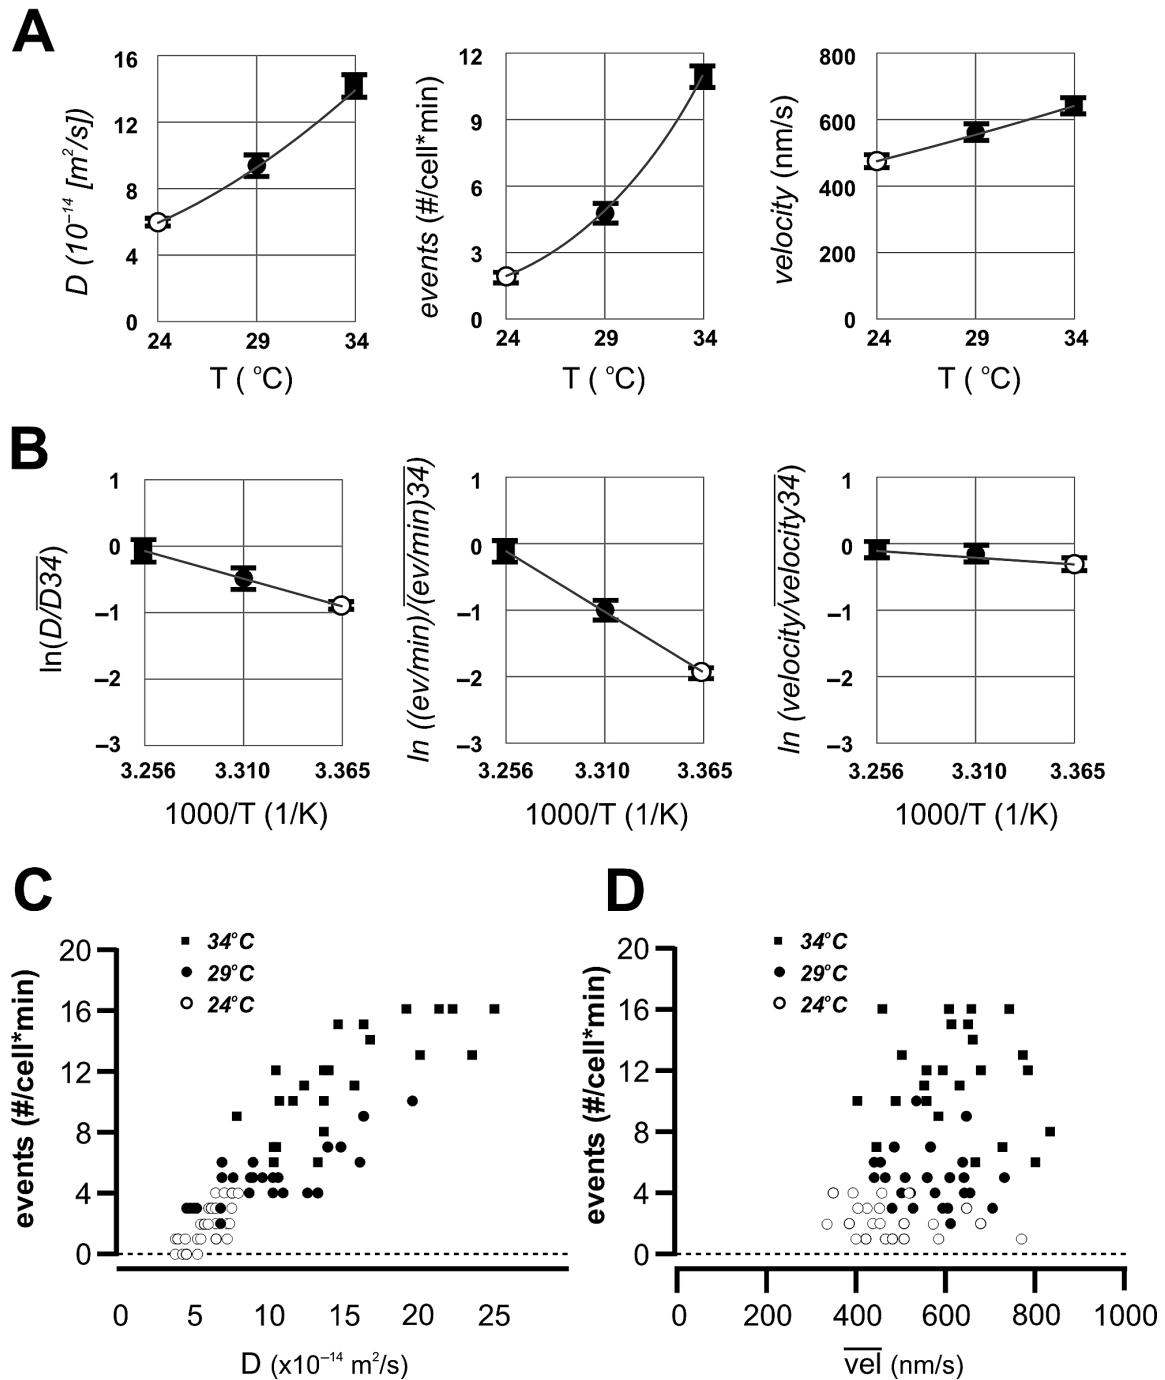 A
16
12
8
4
0
24
29
34
D (10⁻¹⁴ [m²/s])
T ( °C)
12
9
6
3
0
24
29
34
events (#/cell*min)
T ( °C)
800
600
400
200
0
24
29
34
velocity (nm/s)
T ( °C)
B
1
0
–1
–2
–3
3.256
3.310
3.365
ln(D/D34)
1000/T (1/K)
1
0
–1
–2
–3
3.256
3.310
3.365
ln ((ev/min)/(ev/min)34)
1000/T (1/K)
1
0
–1
–2
–3
3.256
3.310
3.365
ln (velocity/velocity34)
1000/T (1/K)
C
34°C
29°C
24°C
20
16
12
8
4
0
events (#/cell*min)
0
5
10
15
20
25
D (x10⁻¹⁴ m²/s)
D
34°C
29°C
24°C
20
16
12
8
4
0
events (#/cell*min)
0
200
400
600
800
1000
vel (nm/s)